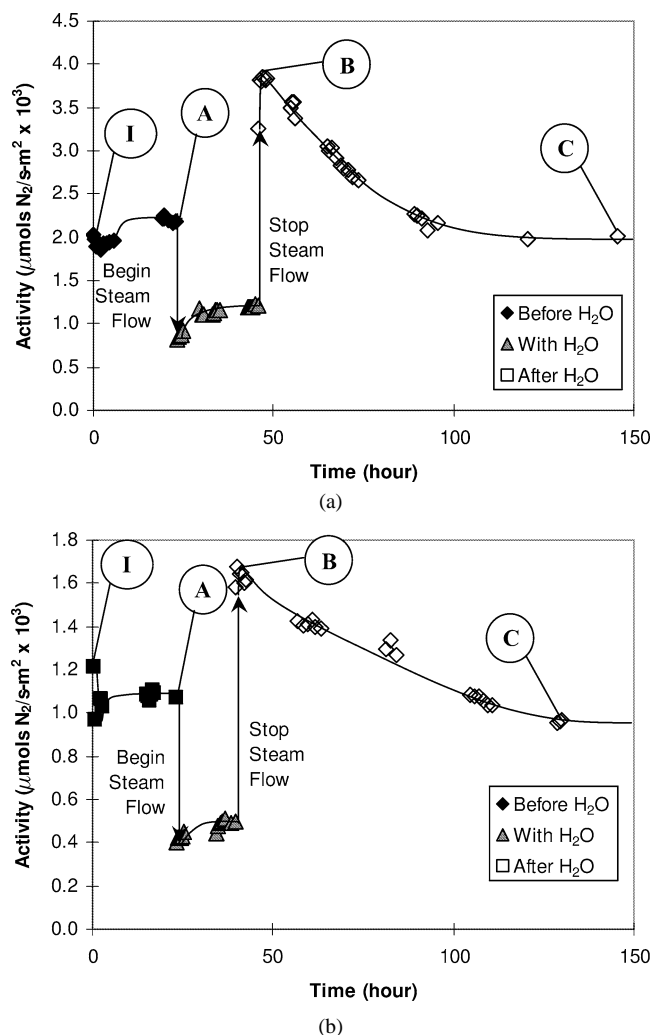 4.5
4.0
3.5
3.0
2.5
2.0
1.5
1.0
0.5
0.0
Activity (μmols N₂/s-m² x 10³)
I
A
B
C
Begin
Steam
Flow
Stop
Steam
Flow
Before H₂O
With H₂O
After H₂O
0
50
100
150
Time (hour)
(a)
1.8
1.6
1.4
1.2
1.0
0.8
0.6
0.4
0.2
0.0
Activity (μmols N₂/s-m² x 10³)
I
A
B
C
Begin
Steam
Flow
Stop
Steam
Flow
Before H₂O
With H₂O
After H₂O
0
50
100
150
Time (hour)
(b)